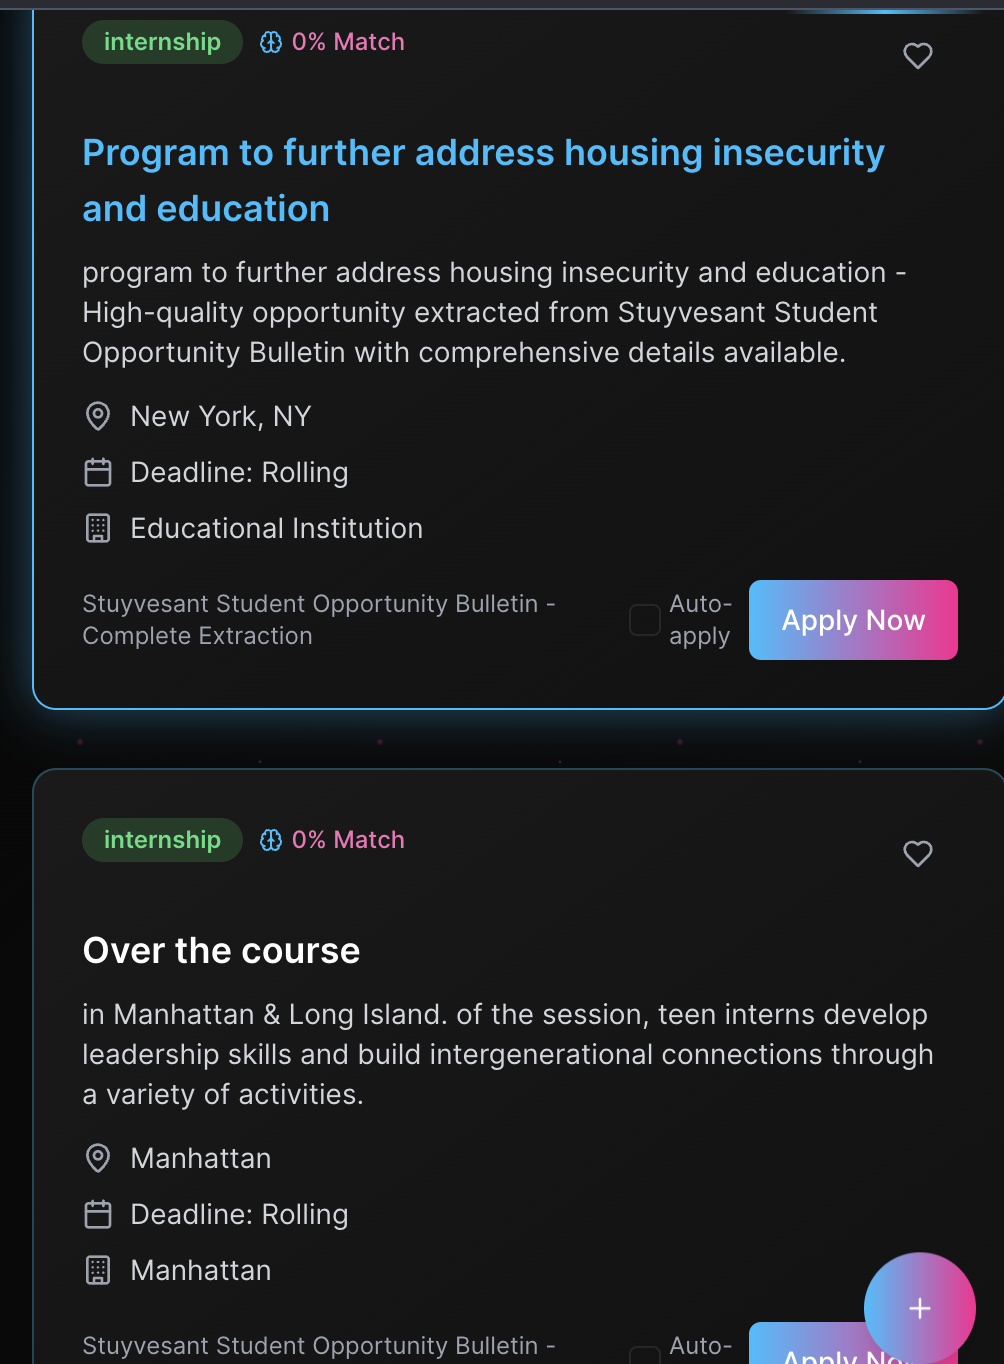 internship 0% Match
Program to further address housing insecurity
and education
program to further address housing insecurity and education -
High-quality opportunity extracted from Stuyvesant Student
Opportunity Bulletin with comprehensive details available.
New York, NY
Deadline: Rolling
Educational Institution
Stuyvesant Student Opportunity Bulletin -
Complete Extraction
Auto-
apply
Apply Now
internship 0% Match
Over the course
in Manhattan & Long Island. of the session, teen interns develop
leadership skills and build intergenerational connections through
a variety of activities.
Manhattan
Deadline: Rolling
Manhattan
Stuyvesant Student Opportunity Bulletin -
Auto-
Apply Now
+